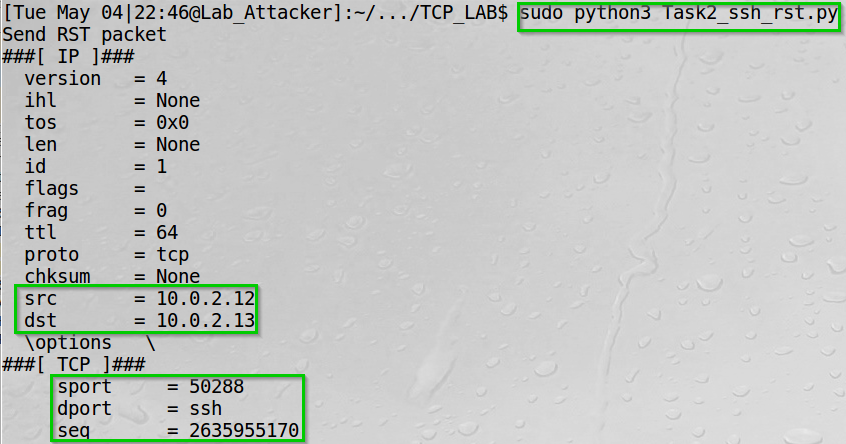 [Tue May 04|22:46@Lab_Attacker]:~/.../TCP_LAB$ sudo python3 Task2_ssh_rst.py
Send RST packet
###[ IP ]###
version = 4
ihl = None
tos = 0x0
len = None
id = 1
flags =
frag = 0
ttl = 64
proto = tcp
chksum = None
src = 10.0.2.12
dst = 10.0.2.13
\options \
###[ TCP ]###
sport = 50288
dport = ssh
seq = 2635955170